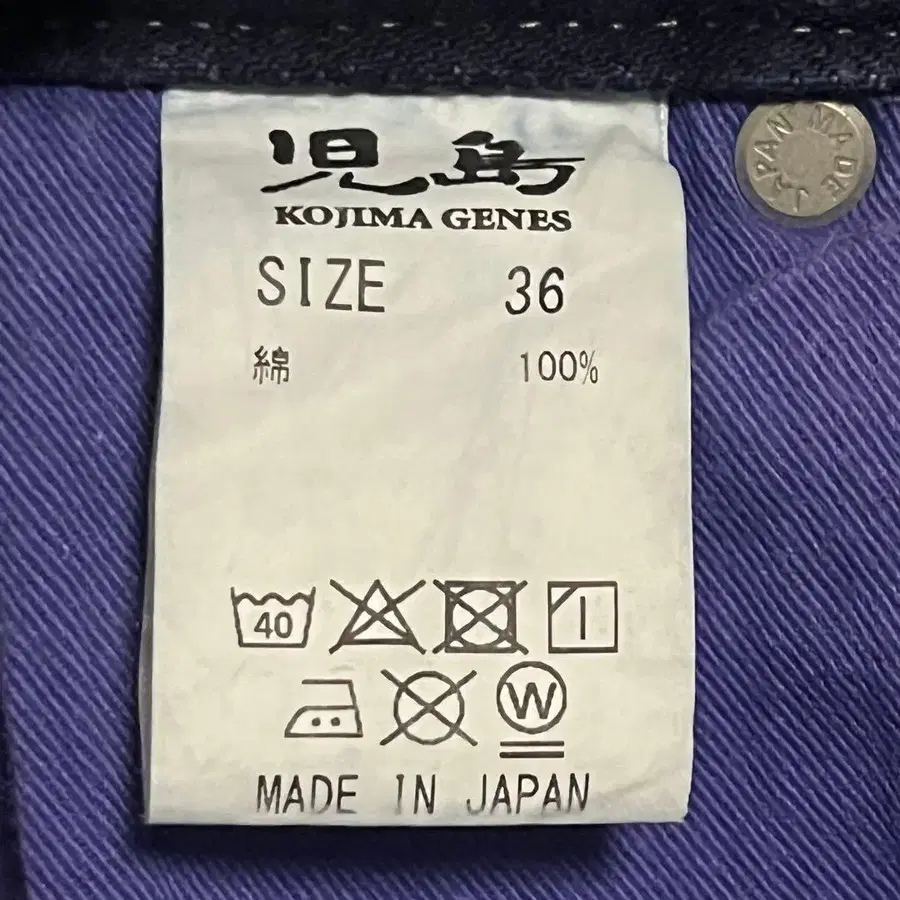 児島
KOJIMA GENES
SIZE 36
綿 100%
40
W
MADE IN JAPAN
JAPAN MADE